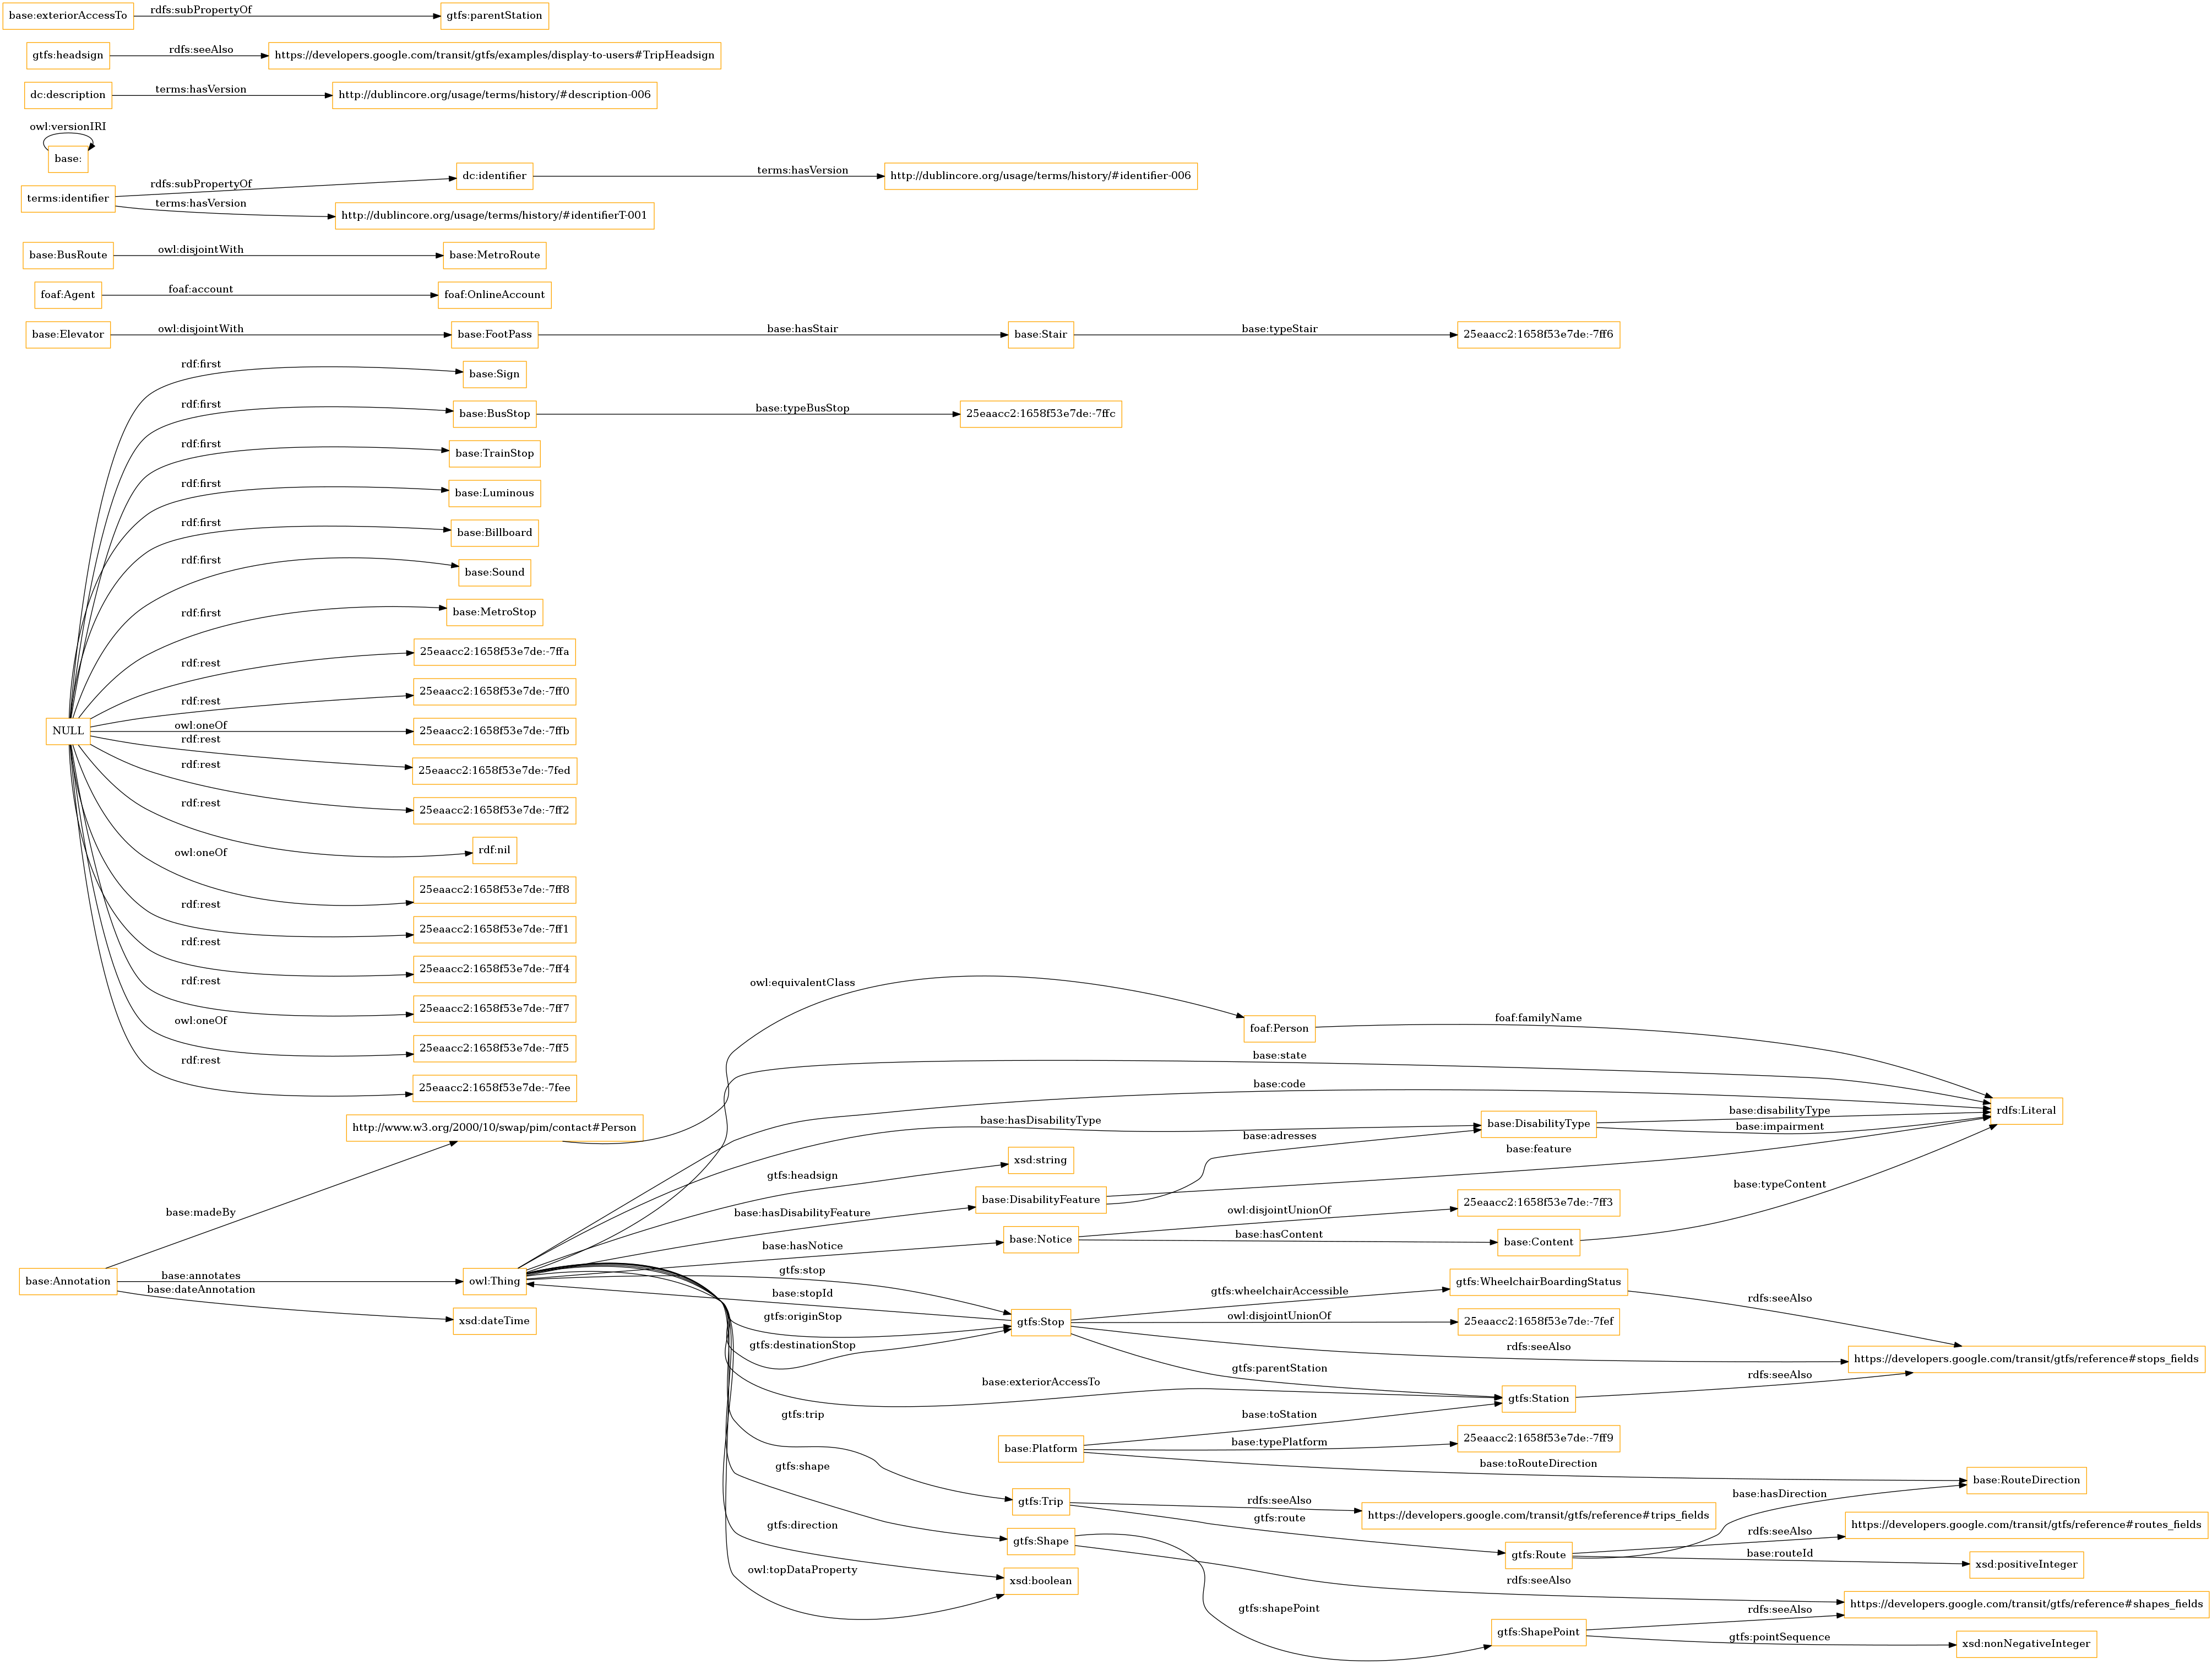 base:exteriorAccessTo
rdfs:subPropertyOf
gtfs:parentStation
gtfs:headsign
rdfs:seeAlso
https://developers.google.com/transit/gtfs/examples/display-to-users#TripHeadsign
dc:description
terms:hasVersion
http://dublincore.org/usage/terms/history/#description-006
owl:versionIRI
base:
terms:identifier
rdfs:subPropertyOf
dc:identifier
terms:hasVersion
http://dublincore.org/usage/terms/history/#identifier-006
terms:hasVersion
http://dublincore.org/usage/terms/history/#identifierT-001
base:BusRoute
owl:disjointWith
base:MetroRoute
foaf:Agent
foaf:account
foaf:OnlineAccount
base:Elevator
owl:disjointWith
base:FootPass
base:hasStair
base:Stair
base:typeStair
25eaacc2:1658f53e7de:-7ff6
NULL
rdf:first
base:Sign
rdf:first
base:BusStop
base:typeBusStop
25eaacc2:1658f53e7de:-7ffc
rdf:first
base:TrainStop
rdf:first
base:Luminous
rdf:first
base:Billboard
rdf:first
base:Sound
rdf:first
base:MetroStop
rdf:rest
25eaacc2:1658f53e7de:-7ffa
rdf:rest
25eaacc2:1658f53e7de:-7ff0
owl:oneOf
25eaacc2:1658f53e7de:-7ffb
rdf:rest
25eaacc2:1658f53e7de:-7fed
rdf:rest
25eaacc2:1658f53e7de:-7ff2
rdf:rest
rdf:nil
owl:oneOf
25eaacc2:1658f53e7de:-7ff8
rdf:rest
25eaacc2:1658f53e7de:-7ff1
rdf:rest
25eaacc2:1658f53e7de:-7ff4
rdf:rest
25eaacc2:1658f53e7de:-7ff7
owl:oneOf
25eaacc2:1658f53e7de:-7ff5
rdf:rest
25eaacc2:1658f53e7de:-7fee
base:Annotation
base:madeBy
http://www.w3.org/2000/10/swap/pim/contact#Person
owl:equivalentClass
foaf:Person
foaf:familyName
rdfs:Literal
base:annotates
owl:Thing
base:dateAnnotation
xsd:dateTime
base:state
base:code
base:hasDisabilityType
base:DisabilityType
base:disabilityType
base:impairment
gtfs:headsign
xsd:string
base:hasDisabilityFeature
base:DisabilityFeature
base:adresses
base:feature
base:hasNotice
base:Notice
owl:disjointUnionOf
25eaacc2:1658f53e7de:-7ff3
base:hasContent
base:Content
base:typeContent
gtfs:stop
base:stopId
gtfs:originStop
gtfs:destinationStop
gtfs:Stop
gtfs:wheelchairAccessible
gtfs:WheelchairBoardingStatus
rdfs:seeAlso
owl:disjointUnionOf
25eaacc2:1658f53e7de:-7fef
rdfs:seeAlso
https://developers.google.com/transit/gtfs/reference#stops_fields
gtfs:parentStation
base:exteriorAccessTo
gtfs:Station
rdfs:seeAlso
base:Platform
base:toStation
base:typePlatform
25eaacc2:1658f53e7de:-7ff9
base:toRouteDirection
base:RouteDirection
gtfs:trip
gtfs:Trip
rdfs:seeAlso
https://developers.google.com/transit/gtfs/reference#trips_fields
gtfs:route
gtfs:Route
base:hasDirection
rdfs:seeAlso
https://developers.google.com/transit/gtfs/reference#routes_fields
base:routeId
xsd:positiveInteger
gtfs:shape
gtfs:Shape
rdfs:seeAlso
https://developers.google.com/transit/gtfs/reference#shapes_fields
gtfs:shapePoint
gtfs:ShapePoint
rdfs:seeAlso
gtfs:pointSequence
xsd:nonNegativeInteger
gtfs:direction
owl:topDataProperty
xsd:boolean